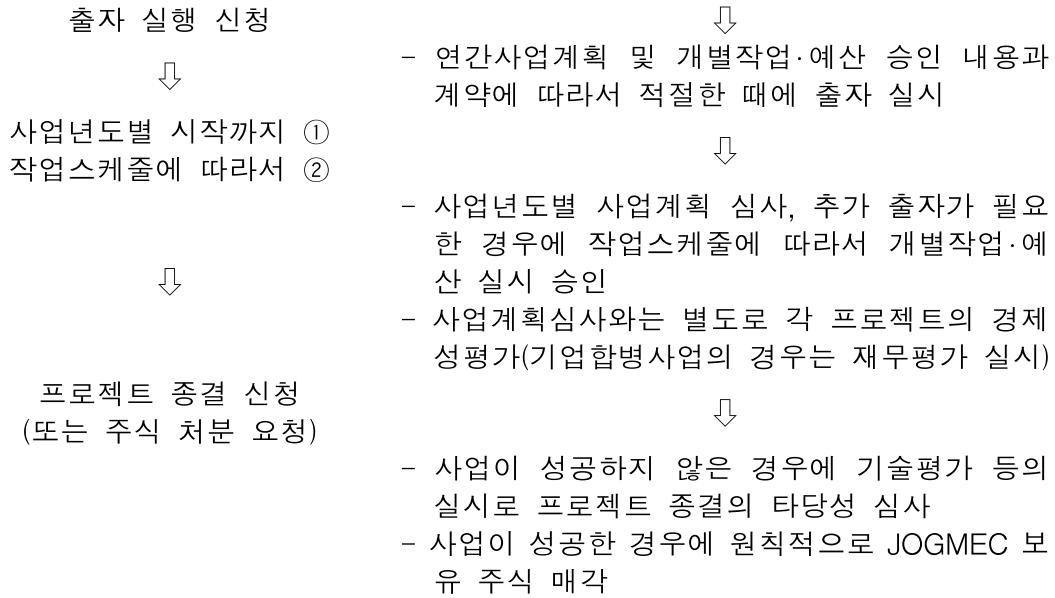 출자 실행 신청
⇩
사업년도별 시작까지 ①
작업스케줄에 따라서 ②
⇩
프로젝트 종결 신청
(또는 주식 처분 요청)
⇩
- 연간사업계획 및 개별작업·예산 승인 내용과
계약에 따라서 적절한 때에 출자 실시
⇩
- 사업년도별 사업계획 심사, 추가 출자가 필요
한 경우에 작업스케줄에 따라서 개별작업·예
산 실시 승인
- 사업계획심사와는 별도로 각 프로젝트의 경제
성평가(기업합병사업의 경우는 재무평가 실시)
⇩
- 사업이 성공하지 않은 경우에 기술평가 등의
실시로 프로젝트 종결의 타당성 심사
- 사업이 성공한 경우에 원칙적으로 JOGMEC 보
유 주식 매각